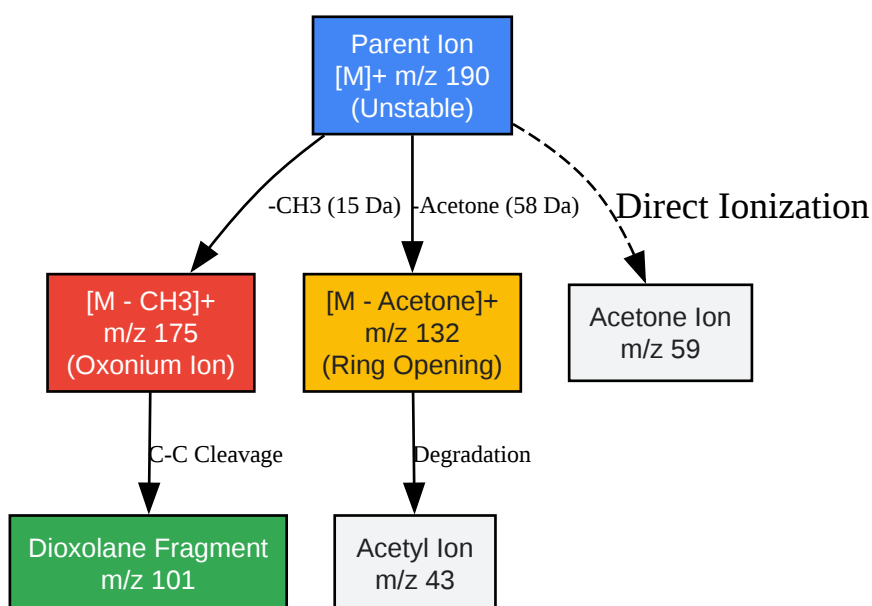 Parent Ion
[M]+ m/z 190
(Unstable)
-CH3 (15 Da)
-Acetone (58 Da)
Direct Ionization
[M - CH3]+
m/z 175
(Oxonium Ion)
[M - Acetone]+
m/z 132
(Ring Opening)
Acetone Ion
m/z 59
C-C Cleavage
Degradation
Dioxolane Fragment
m/z 101
Acetyl Ion
m/z 43